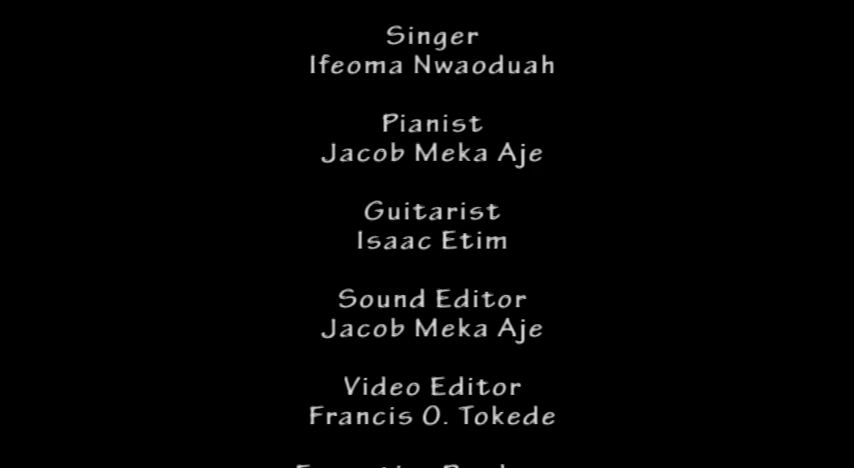 Singer
Ifeoma Nwaoduah
Pianist
Jacob Meka Aje
Guitarist
Isaac Etim
Sound Editor
Jacob Meka Aje
Video Editor
Francis O. Tokede